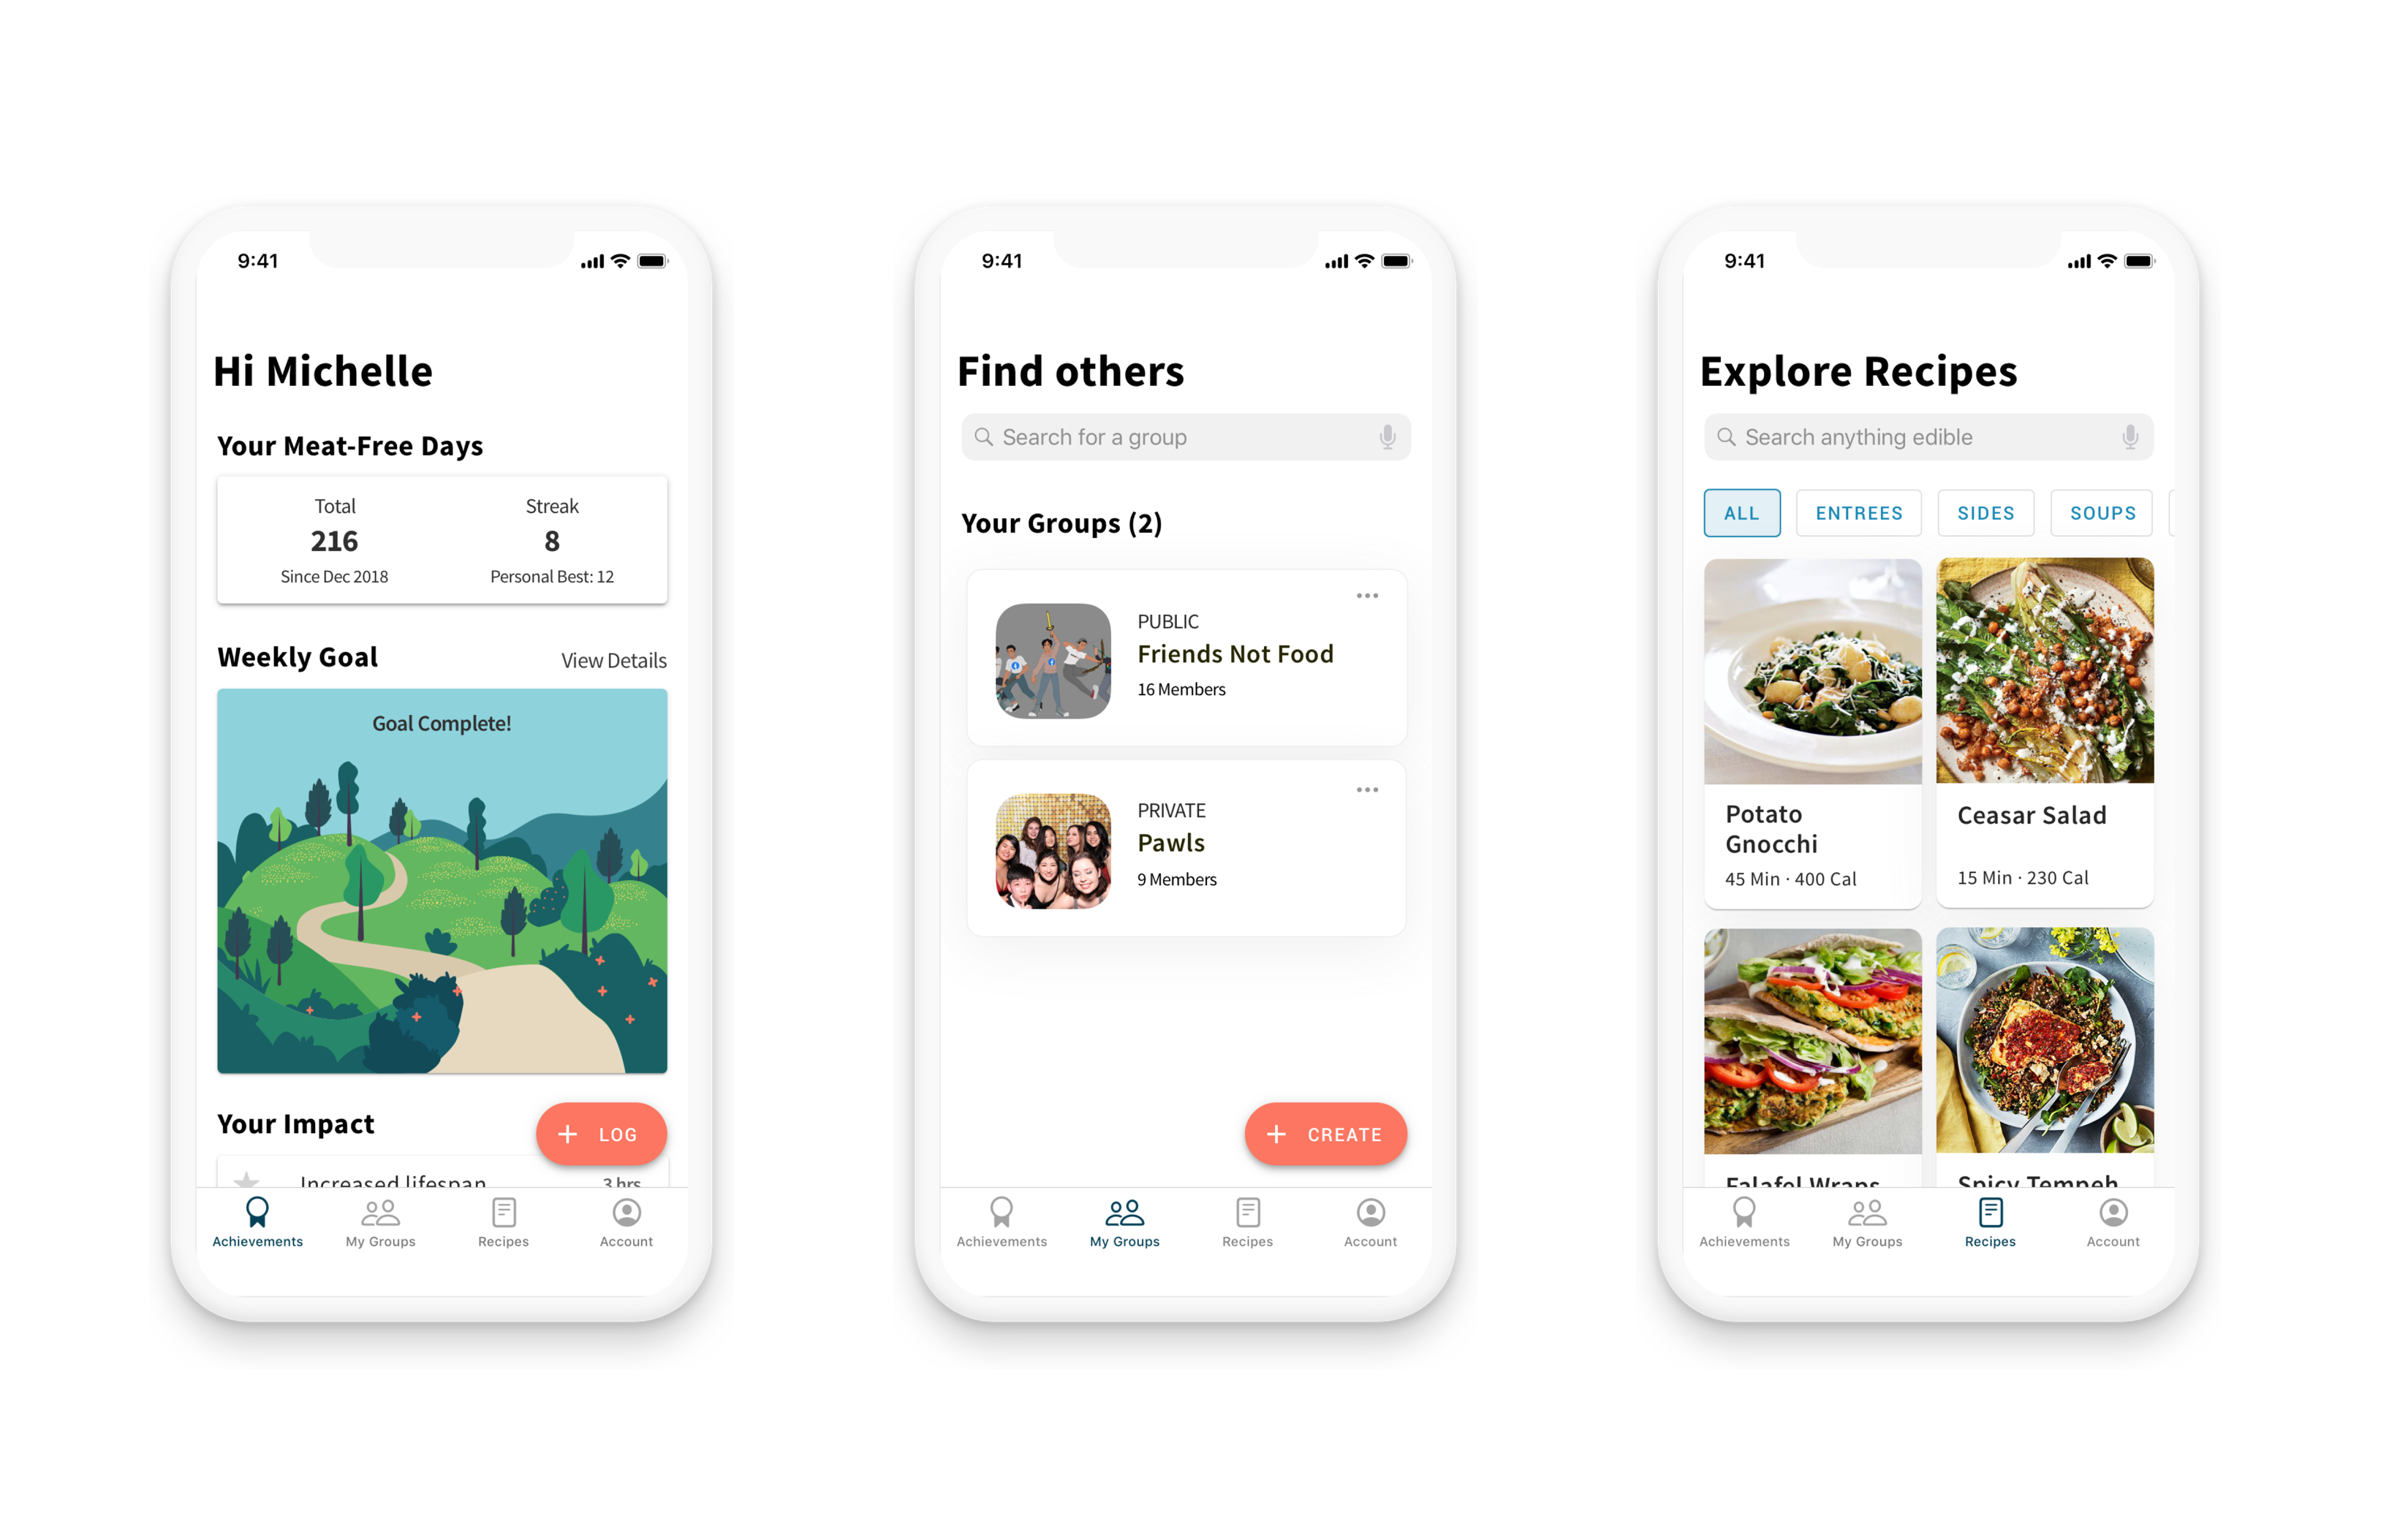 9:41
Hi Michelle
Your Meat-Free Days
Total
216
Since Dec 2018
Streak
8
Personal Best: 12
Weekly Goal
View Details
Goal Complete!
Your Impact
+ LOG
Increased lifespan
3 hrs
Achievements
My Groups
Recipes
Account
9:41
Find others
Search for a group
Your Groups (2)
PUBLIC
Friends Not Food
16 Members
PRIVATE
Pawls
9 Members
+ CREATE
Achievements
My Groups
Recipes
Account
9:41
Explore Recipes
Search anything edible
ALL
ENTREES
SIDES
SOUPS
Potato
Gnocchi
45 Min · 400 Cal
Ceasar Salad
15 Min · 230 Cal
Falafel Wraps
Spicy Tempeh
Achievements
My Groups
Recipes
Account